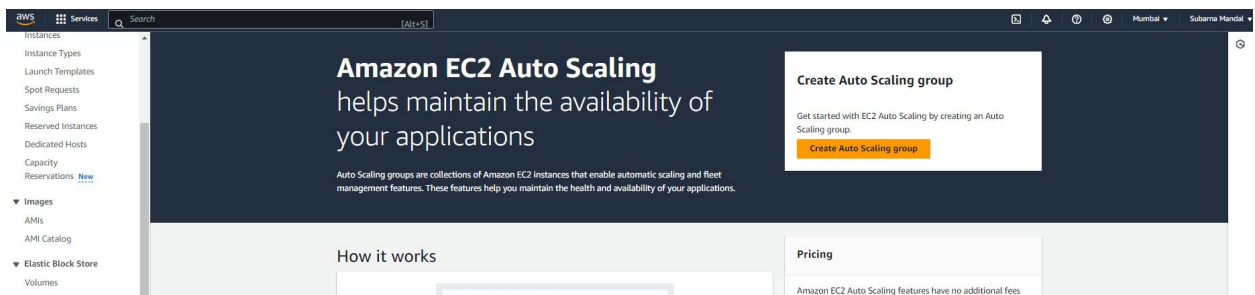 aws Services Search [Alt+S] Mumbai Subarna Mandal
Instances
Instance Types
Launch Templates
Spot Requests
Savings Plans
Reserved Instances
Dedicated Hosts
Capacity
Reservations New
Images
AMIs
AMI Catalog
Elastic Block Store
Volumes
Amazon EC2 Auto Scaling
helps maintain the availability of
your applications
Auto Scaling groups are collections of Amazon EC2 instances that enable automatic scaling and fleet
management features. These features help you maintain the health and availability of your applications.
Create Auto Scaling group
Get started with EC2 Auto Scaling by creating an Auto
Scaling group.
Create Auto Scaling group
How it works
Pricing
Amazon EC2 Auto Scaling features have no additional fees